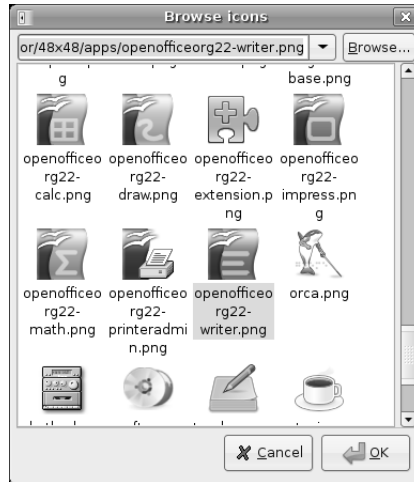 Browse icons
or/48x48/apps/openofficeorg22-writer.png
Browse...
g
base.png
openofficeo openofficeo openofficeo openofficeo
rg22- rg22- rg22- rg22-
calc.png draw.png extension.p impress.pn
ng g
openofficeo openofficeo openofficeo orca.png
rg22- rg22- rg22-
math.png printeradmi writer.png
n.png
Cancel
OK